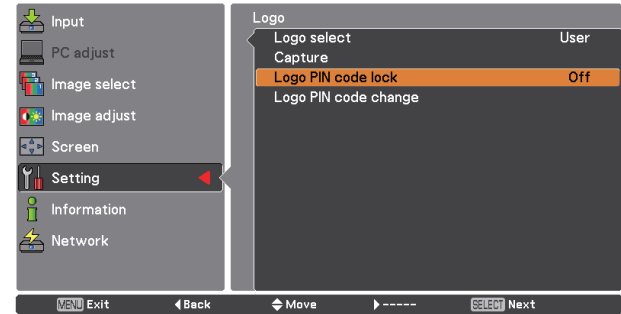 Input
PC adjust
Image select
Image adjust
Screen
Setting
Information
Network
Logo
Logo select User
Capture
Logo PIN code lock Off
Logo PIN code change
MENU Exit Back Move ----- SELECT Next